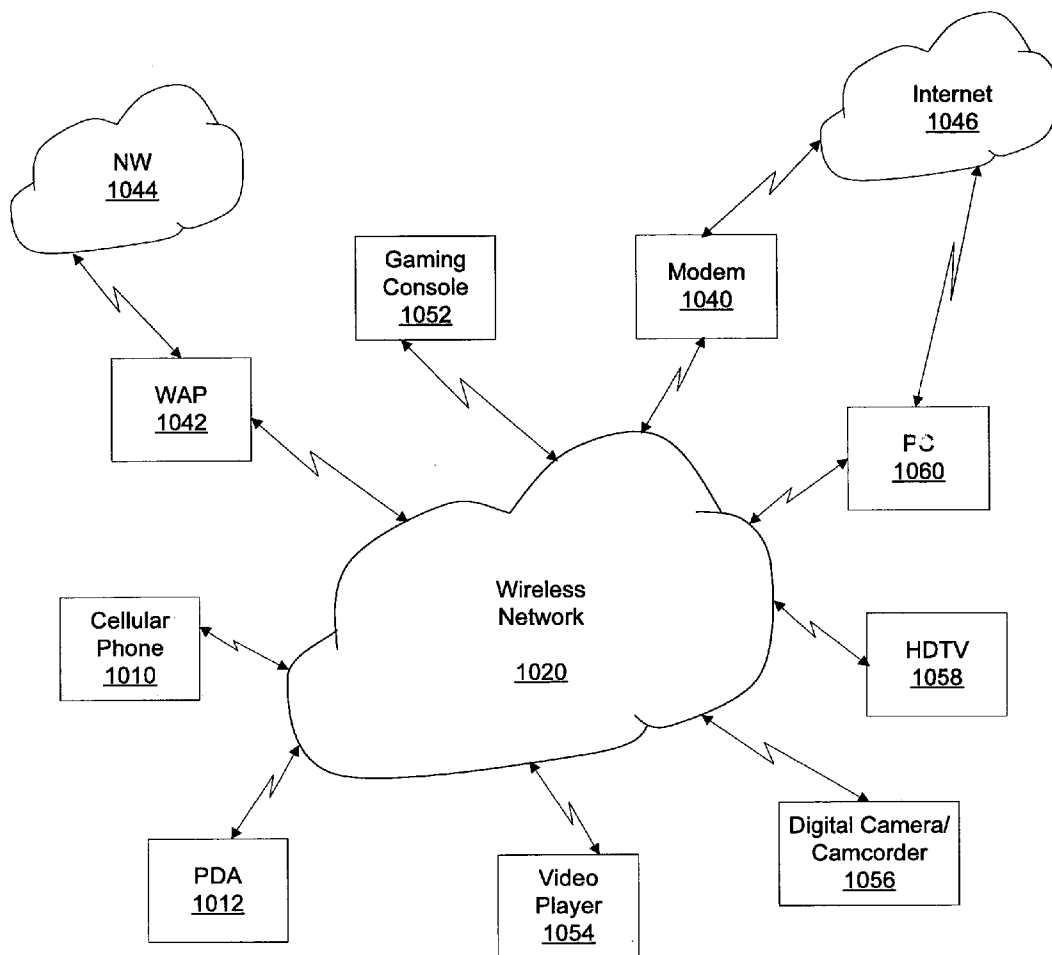 Internet
1046
NW
1044
Gaming
Console
1052
Modem
1040
WAP
1042
PC
1060
Wireless
Network
1020
Cellular
Phone
1010
HDTV
1058
PDA
1012
Video
Player
1054
Digital Camera/
Camcorder
1056